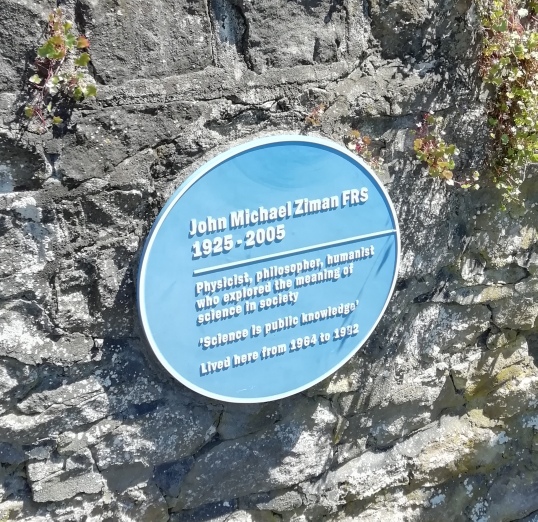 John Michael Ziman FRS
1925 - 2005
Physicist, philosopher, humanist
who explored the meaning of
science in society
'Science is public knowledge'
Lived here from 1964 to 1982